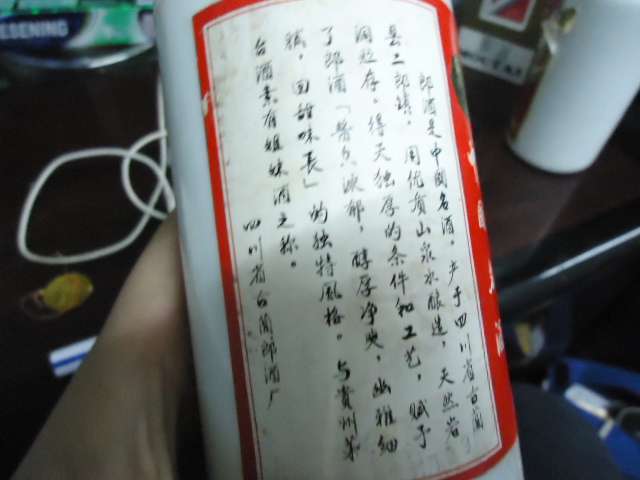 郎酒是中國名酒。产于四川省古蔺
县二郎镇。用优质山泉水酿造，天然岩
洞贮存。得天独厚的条件和工艺，赋予
了郎酒「酱香浓郁，醇厚净爽，幽雅细
腻，回甜味長」的独特風格。与貴州茅
台酒素有姐妹酒之称。
四川省古蔺郎酒厂